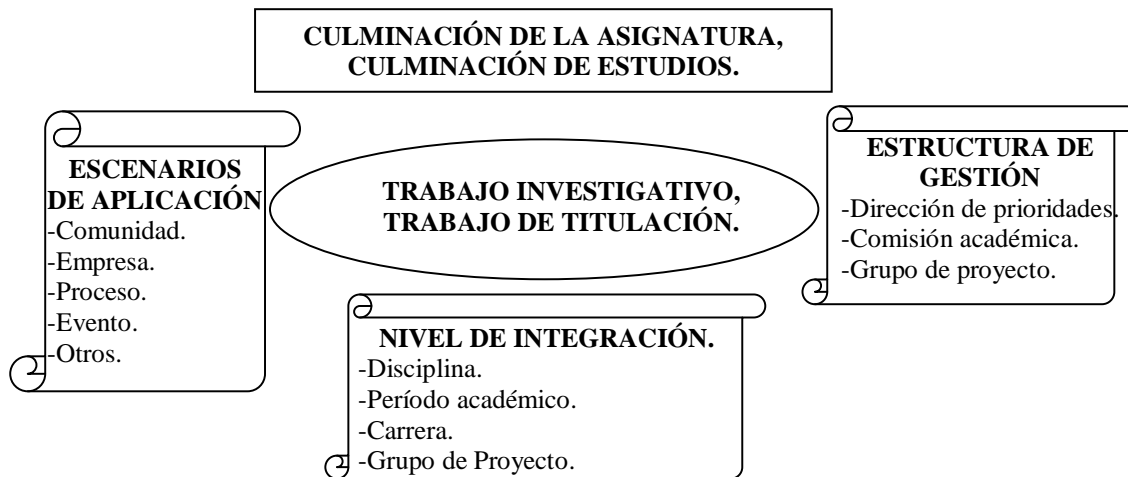 CULMINACIÓN DE LA ASIGNATURA,
CULMINACIÓN DE ESTUDIOS.
ESCENARIOS
DE APLICACIÓN
-Comunidad.
-Empresa.
-Proceso.
-Evento.
-Otros.
TRABAJO INVESTIGATIVO,
TRABAJO DE TITULACIÓN.
ESTRUCTURA DE
GESTIÓN
-Dirección de prioridades.
-Comisión académica.
-Grupo de proyecto.
NIVEL DE INTEGRACIÓN.
-Disciplina.
-Período académico.
-Carrera.
-Grupo de Proyecto.